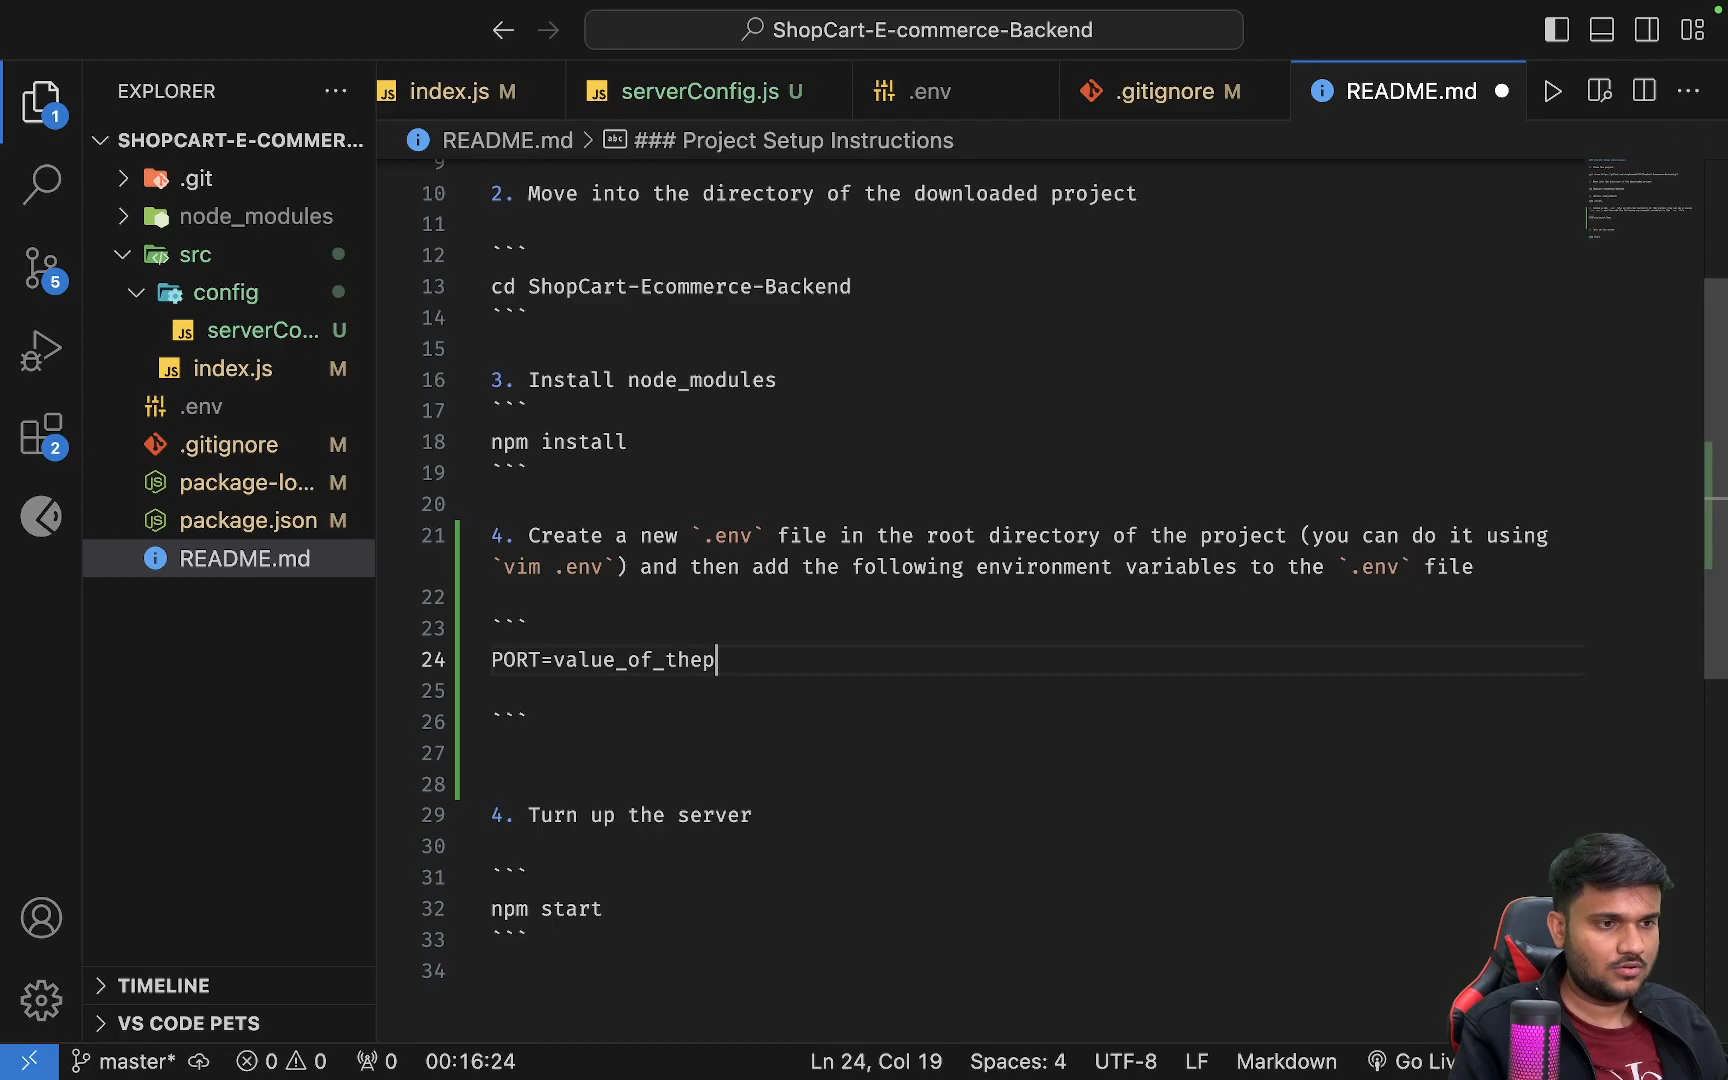 ShopCart-E-commerce-Backend
EXPLORER
index.js M
serverConfig.js U
.env
.gitignore M
README.md
SHOPCART-E-COMMER...
README.md > ### Project Setup Instructions
.git
node_modules
src
config
serverCo... U
index.js M
.env
.gitignore M
package-lo... M
package.json M
README.md
TIMELINE
VS CODE PETS
1
5
2
9
10 2. Move into the directory of the downloaded project
11
12 ```
13 cd ShopCart-Ecommerce-Backend
14 ```
15
16 3. Install node_modules
17 ```
18 npm install
19 ```
20
21 4. Create a new `.env` file in the root directory of the project (you can do it using
`vim .env`) and then add the following environment variables to the `.env` file
22
23 ```
24 PORT=value_of_thep
25
26 ```
27
28
29 4. Turn up the server
30
31 ```
32 npm start
33 ```
34
master* 0 0 0 00:16:24 Ln 24, Col 19 Spaces: 4 UTF-8 LF Markdown Go Li